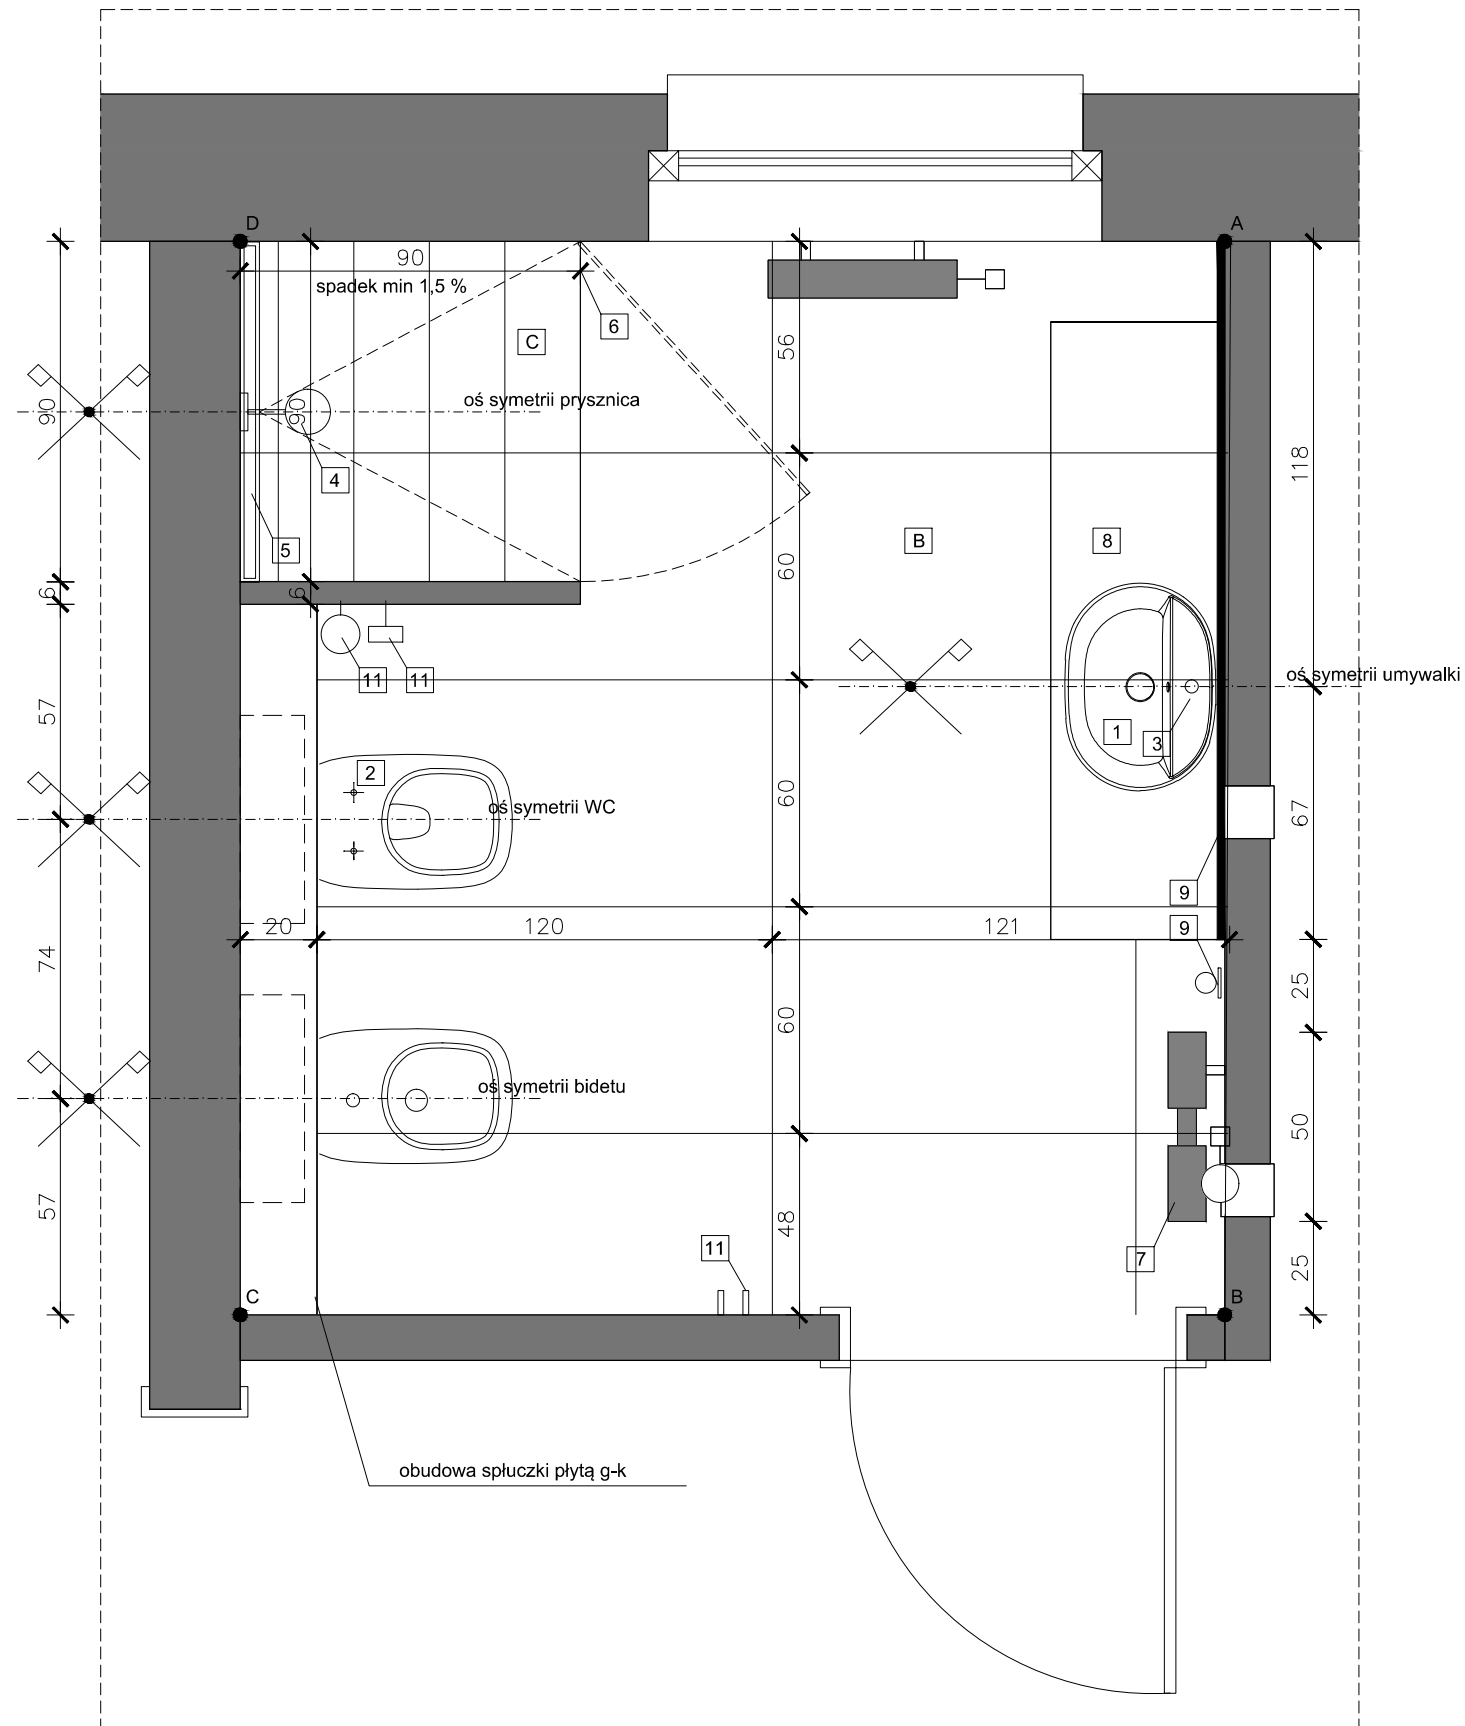 D
A
90
spadek min 1,5 %
6
C
56
oś symetrii prysznica
90
90
4
118
5
B
8
60
6
6
11
11
oś symetrii umywalki
57
1
3
2
oś symetrii WC
60
67
9
20
120
121
9
74
25
60
oś symetrii bidetu
50
57
48
11
7
25
C
B
obudowa spłuczki płytą g-k